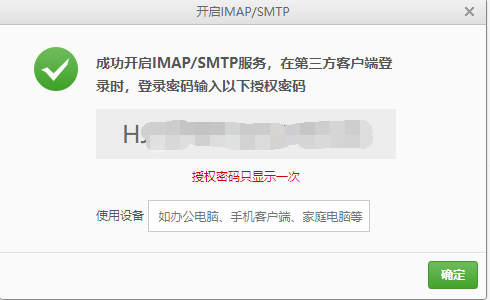 开启IMAP/SMTP
成功开启IMAP/SMTP服务，在第三方客户端登
录时，登录密码输入以下授权密码
授权密码只显示一次
使用设备 如办公电脑、手机客户端、家庭电脑等
确定